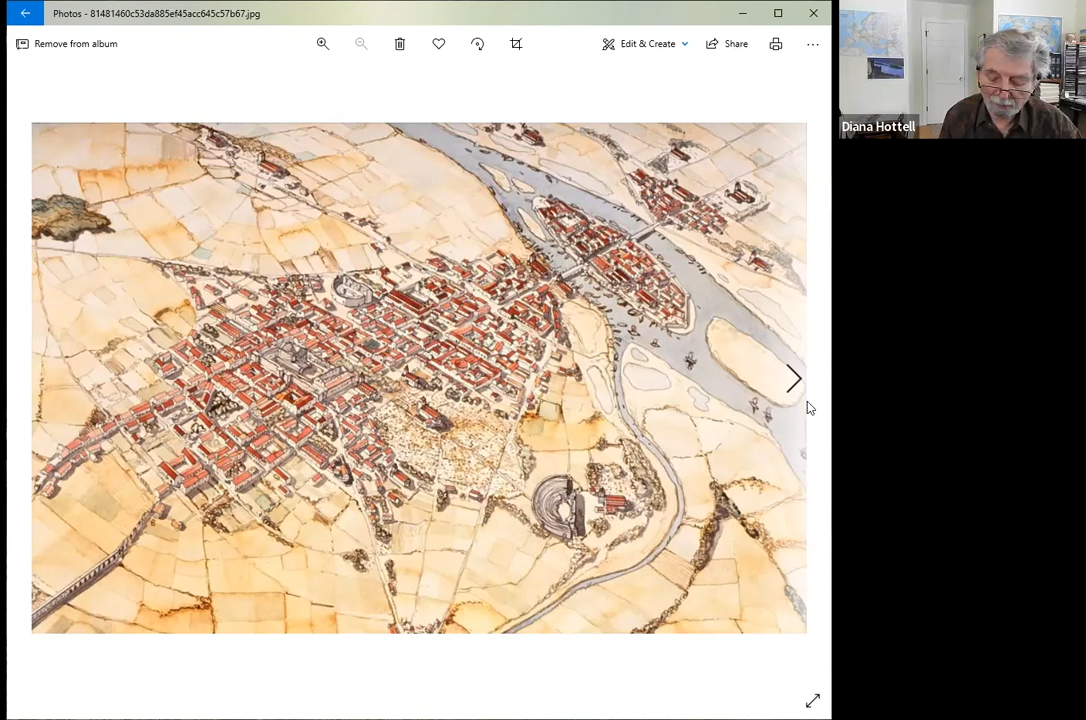 Photos - 81481460c53da885ef45acc645c57b67.jpg
Remove from album
Edit & Create
Share
Diana Hottell